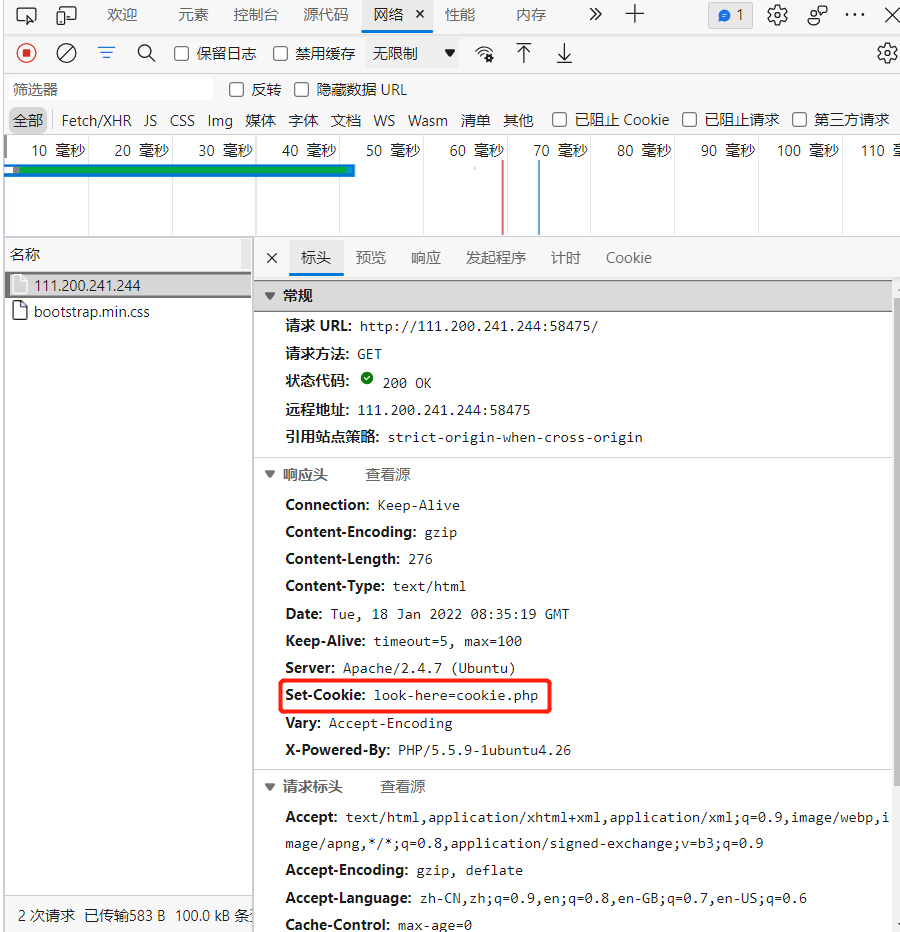 欢迎 元素 控制台 源代码 网络 × 性能 内存 » + 1 ···
保留日志 禁用缓存 无限制
筛选器 反转 隐藏数据 URL
全部 Fetch/XHR JS CSS Img 媒体 字体 文档 WS Wasm 清单 其他 已阻止 Cookie 已阻止请求 第三方请求
10 毫秒 20 毫秒 30 毫秒 40 毫秒 50 毫秒 60 毫秒 70 毫秒 80 毫秒 90 毫秒 100 毫秒 110
名称
111.200.241.244
bootstrap.min.css
标头 预览 响应 发起程序 计时 Cookie
常规
请求 URL: http://111.200.241.244:58475/
请求方法: GET
状态代码: 200 OK
远程地址: 111.200.241.244:58475
引用站点策略: strict-origin-when-cross-origin
响应头 查看源
Connection: Keep-Alive
Content-Encoding: gzip
Content-Length: 276
Content-Type: text/html
Date: Tue, 18 Jan 2022 08:35:19 GMT
Keep-Alive: timeout=5, max=100
Server: Apache/2.4.7 (Ubuntu)
Set-Cookie: look-here=cookie.php
Vary: Accept-Encoding
X-Powered-By: PHP/5.5.9-1ubuntu4.26
请求标头 查看源
Accept: text/html,application/xhtml+xml,application/xml;q=0.9,image/webp,i
mage/apng,*/*;q=0.8,application/signed-exchange;v=b3;q=0.9
Accept-Encoding: gzip, deflate
Accept-Language: zh-CN,zh;q=0.9,en;q=0.8,en-GB;q=0.7,en-US;q=0.6
Cache-Control: max-age=0
2 次请求 已传输583 B 100.0 kB 条